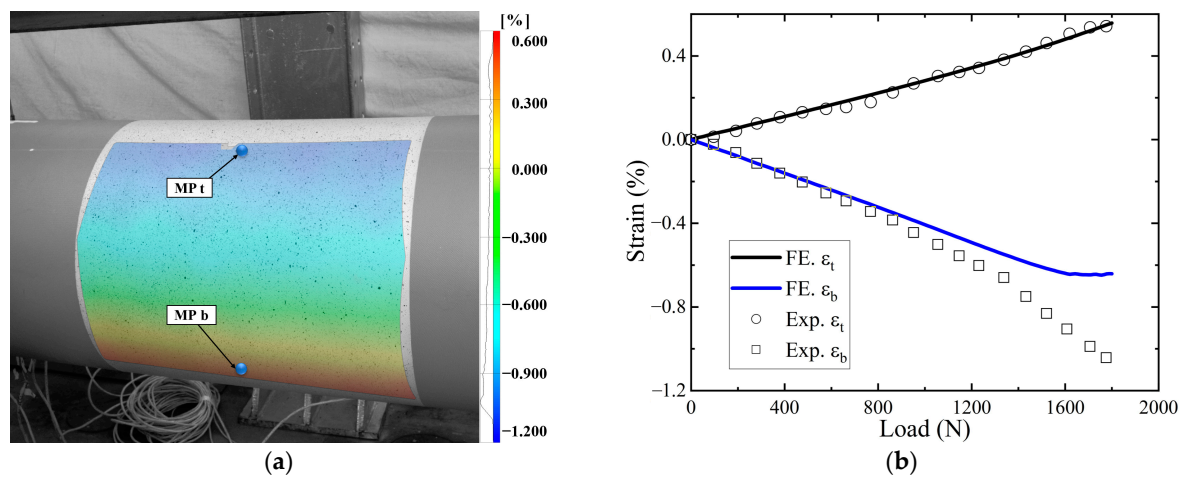 [%]
0.600
0.300
0.000
−0.300
−0.600
−0.900
−1.200
MP t
MP b
(a)
0.4
0.0
−0.4
−0.8
−1.2
Strain (%)
FE. εt
FE. εb
Exp. εt
Exp. εb
0
400
800
1200
1600
2000
Load (N)
(b)